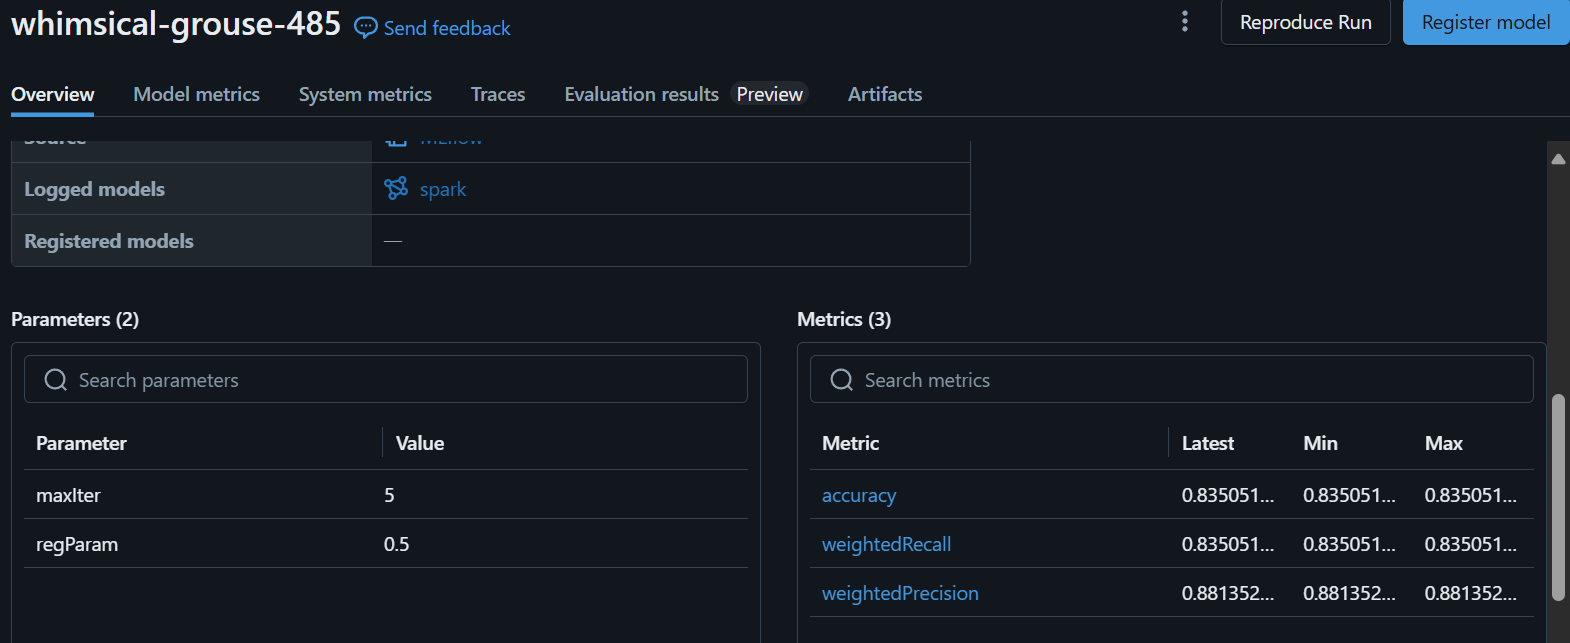 whimsical-grouse-485 Send feedback Reproduce Run Register model
Overview Model metrics System metrics Traces Evaluation results Preview Artifacts
Source MLflow
Logged models spark
Registered models —
Parameters (2)
Search parameters
Parameter Value
maxIter 5
regParam 0.5
Metrics (3)
Search metrics
Metric Latest Min Max
accuracy 0.835051... 0.835051... 0.835051...
weightedRecall 0.835051... 0.835051... 0.835051...
weightedPrecision 0.881352... 0.881352... 0.881352...